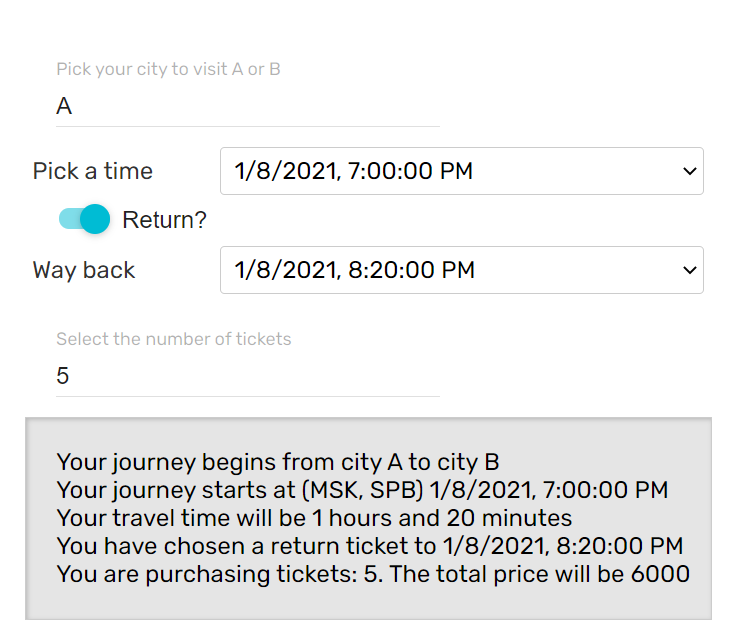 Pick your city to visit A or B
A
Pick a time
1/8/2021, 7:00:00 PM
Return?
Way back
1/8/2021, 8:20:00 PM
Select the number of tickets
5
Your journey begins from city A to city B
Your journey starts at (MSK, SPB) 1/8/2021, 7:00:00 PM
Your travel time will be 1 hours and 20 minutes
You have chosen a return ticket to 1/8/2021, 8:20:00 PM
You are purchasing tickets: 5. The total price will be 6000